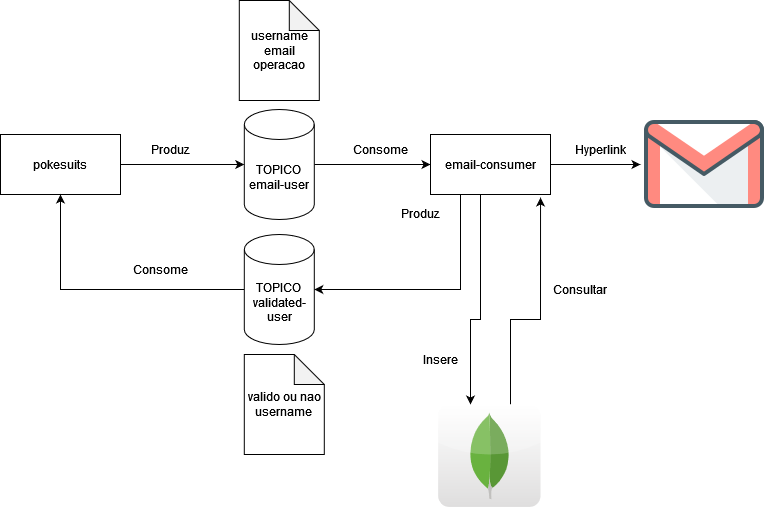 username
email
operacao
Produz
Consome
Hyperlink
pokesuits
TOPICO
email-user
email-consumer
Produz
Consome
TOPICO
validated-
user
Consultar
Insere
valido ou nao
username